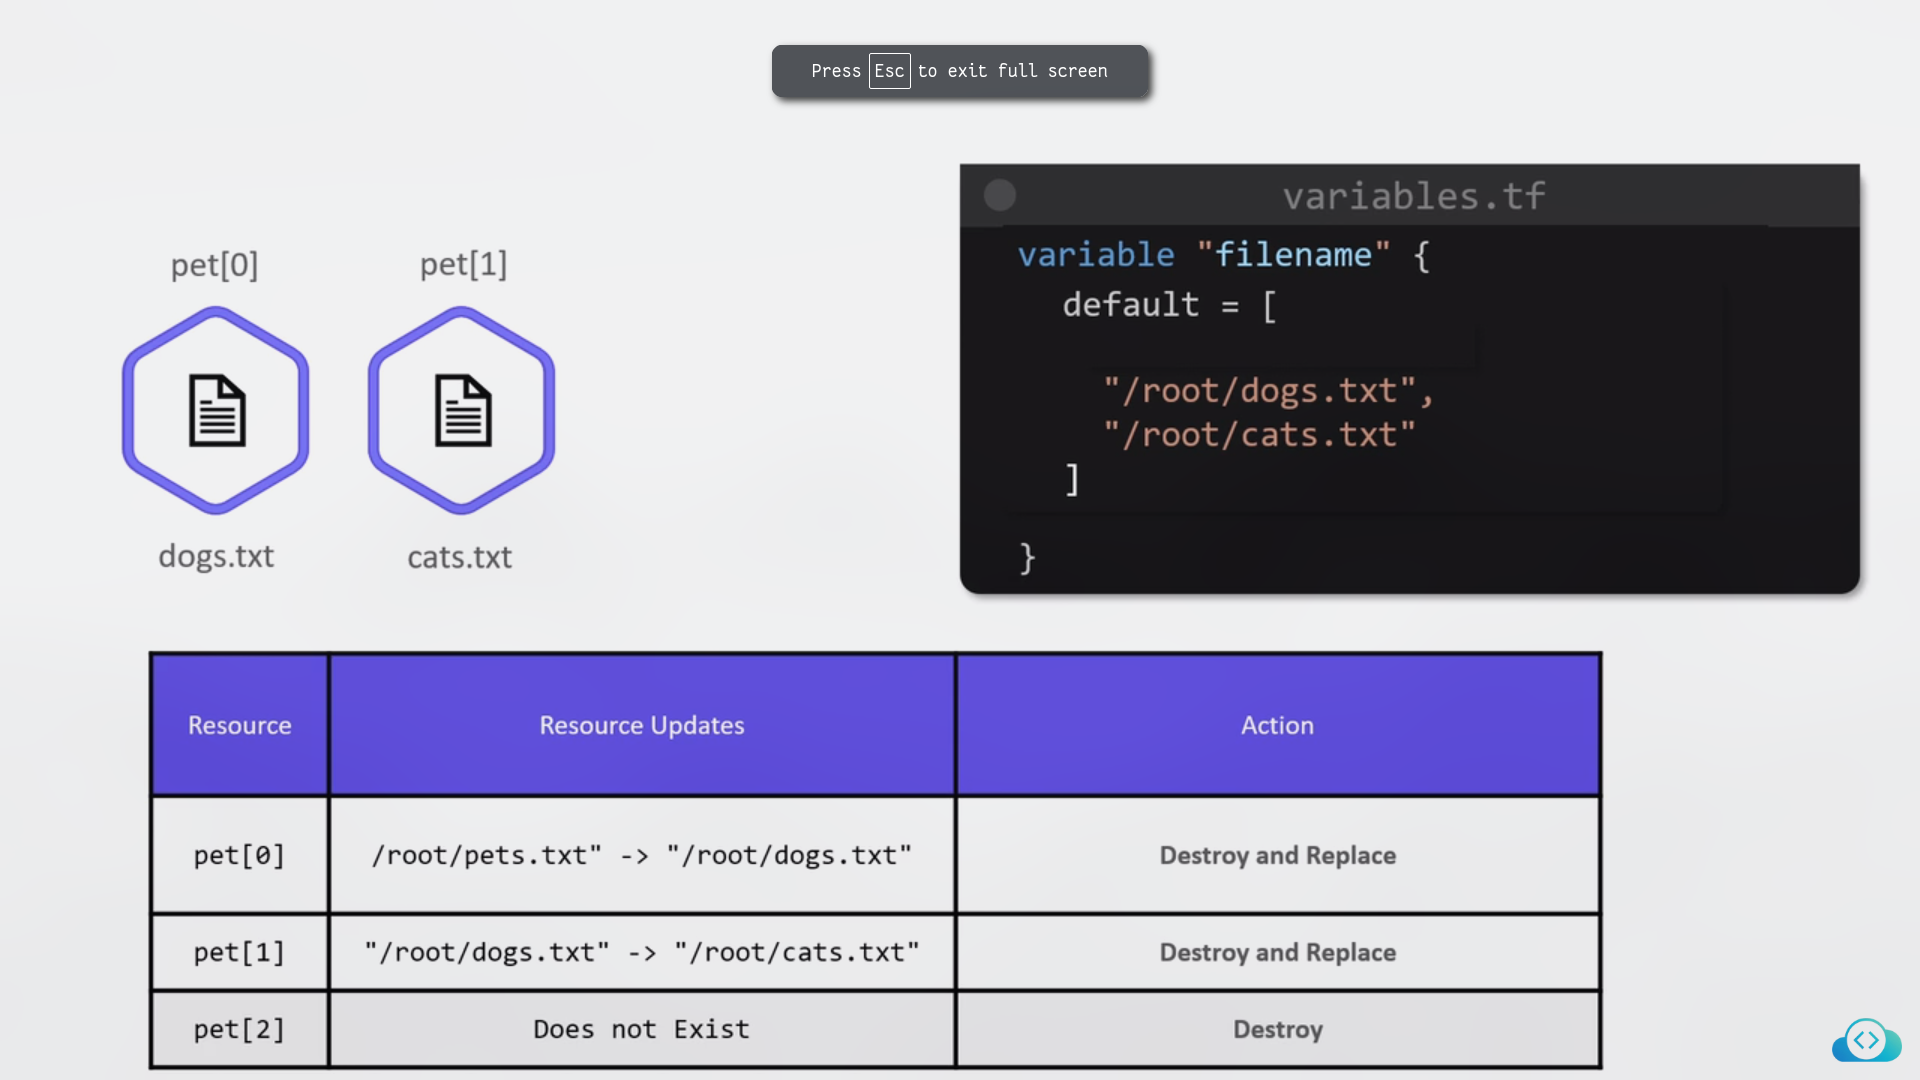 Press Esc to exit full screen
variables.tf
pet[0] pet[1]
variable "filename" {
default = [
"/root/dogs.txt",
"/root/cats.txt"
]
}
dogs.txt cats.txt
Resource Resource Updates Action
pet[0] /root/pets.txt" -> "/root/dogs.txt" Destroy and Replace
pet[1] "/root/dogs.txt" -> "/root/cats.txt" Destroy and Replace
pet[2] Does not Exist Destroy